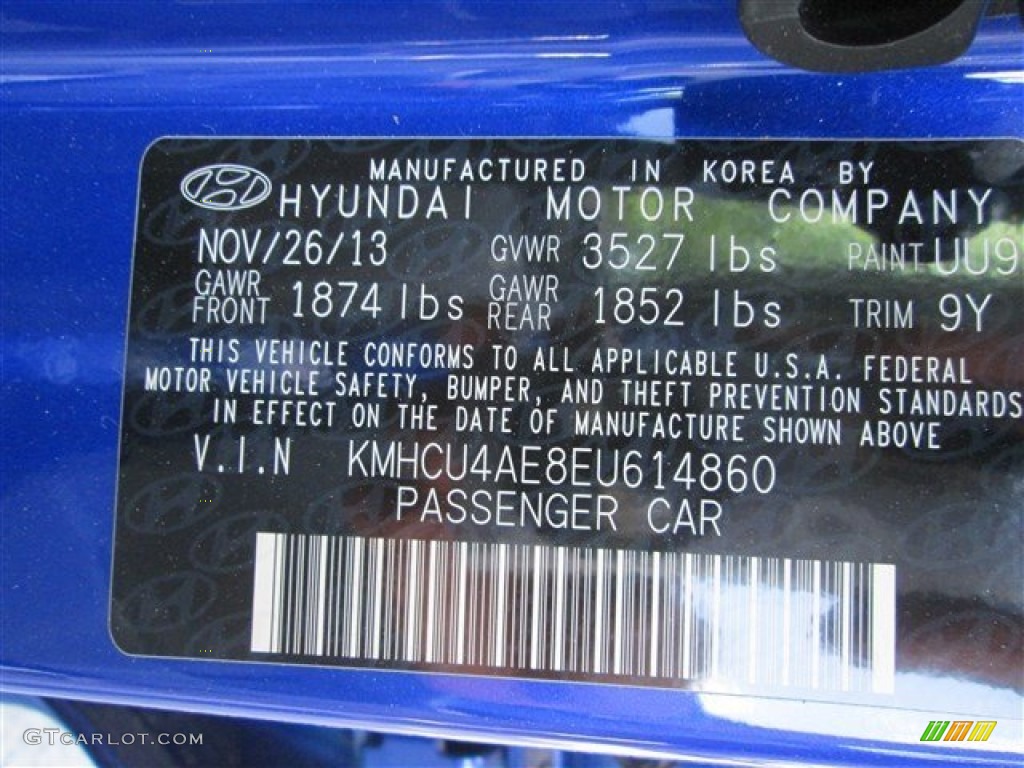 MANUFACTURED IN KOREA BY
HYUNDAI MOTOR COMPANY
NOV/26/13 GVWR 3527 lbs PAINT UU9
GAWR FRONT 1874 lbs GAWR REAR 1852 lbs TRIM 9Y
THIS VEHICLE CONFORMS TO ALL APPLICABLE U.S.A. FEDERAL
MOTOR VEHICLE SAFETY, BUMPER, AND THEFT PREVENTION STANDARDS
IN EFFECT ON THE DATE OF MANUFACTURE SHOWN ABOVE
V.I.N KMHCU4AE8EU614860
PASSENGER CAR
GTCARLOT.COM